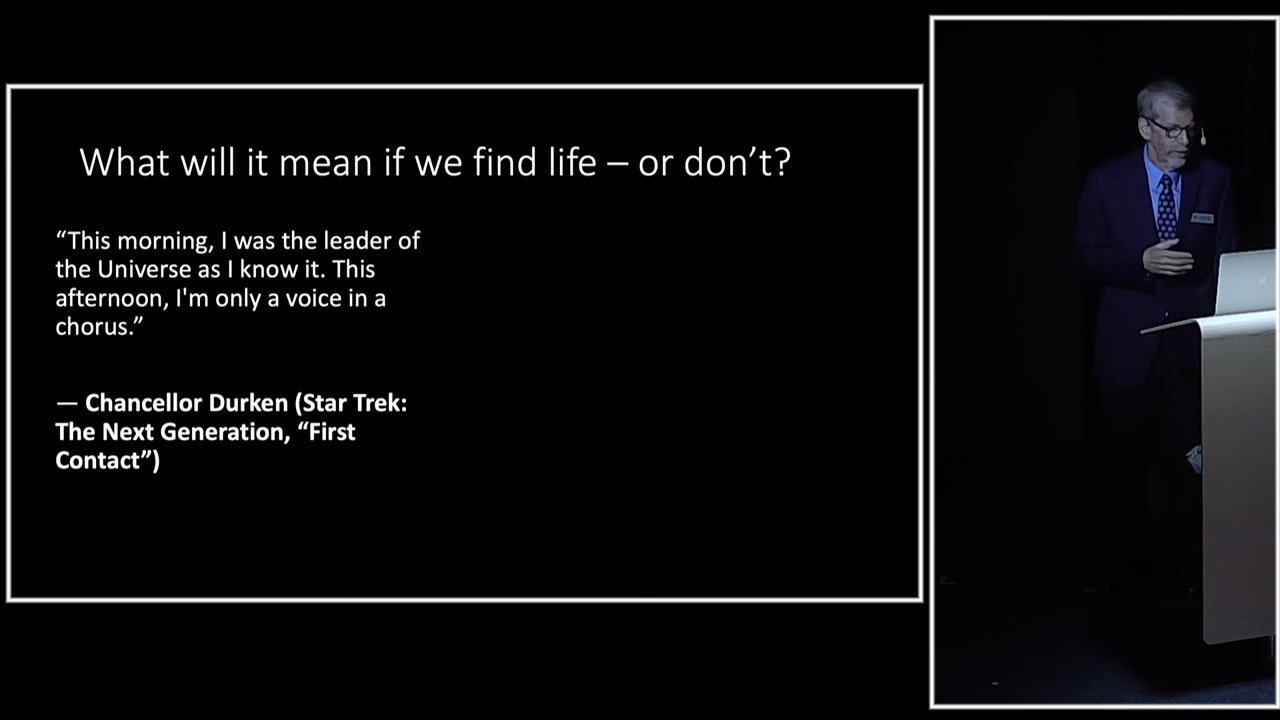 What will it mean if we find life – or don’t?
“This morning, I was the leader of
the Universe as I know it. This
afternoon, I'm only a voice in a
chorus.”
— Chancellor Durken (Star Trek:
The Next Generation, “First
Contact”)